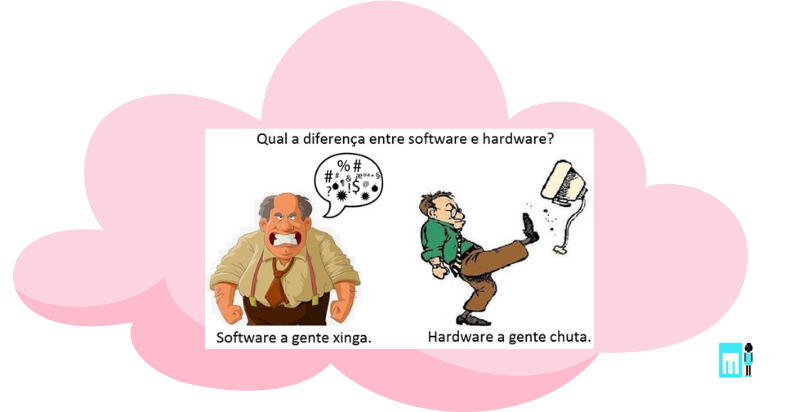 Qual a diferença entre software e hardware?
Software a gente xinga.
Hardware a gente chuta.
m